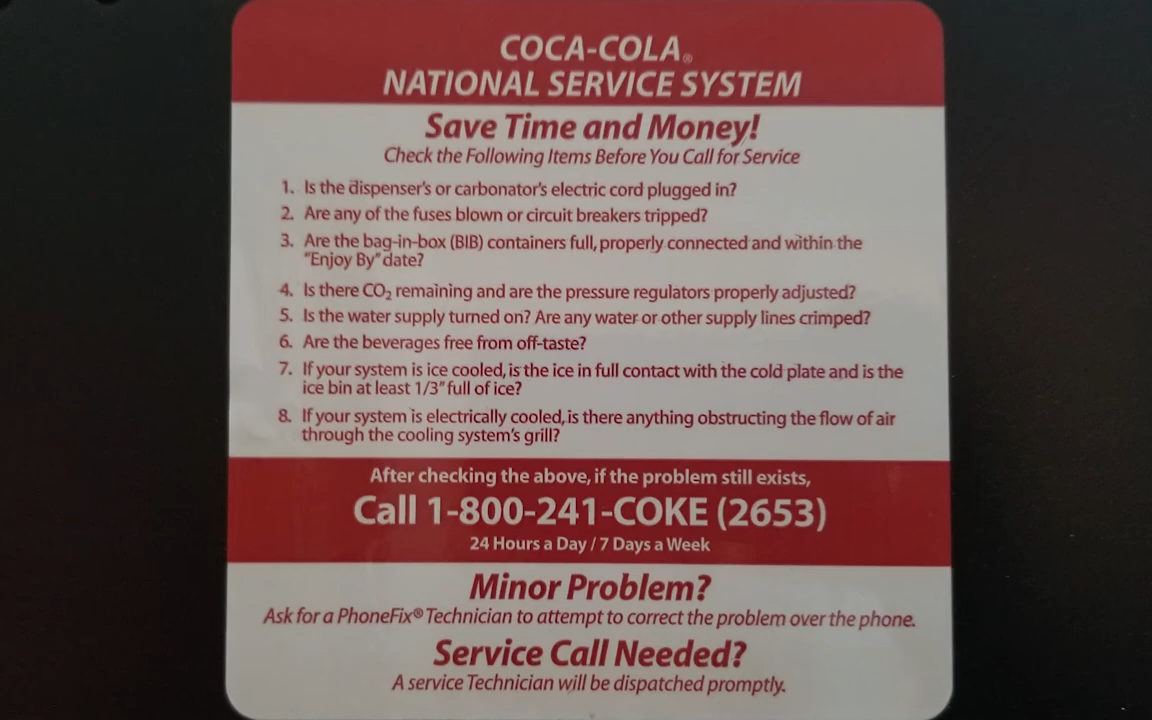 COCA-COLA®
NATIONAL SERVICE SYSTEM
Save Time and Money!
Check the Following Items Before You Call for Service
1. Is the dispenser's or carbonator's electric cord plugged in?
2. Are any of the fuses blown or circuit breakers tripped?
3. Are the bag-in-box (BIB) containers full, properly connected and within the
"Enjoy By" date?
4. Is there CO₂ remaining and are the pressure regulators properly adjusted?
5. Is the water supply turned on? Are any water or other supply lines crimped?
6. Are the beverages free from off-taste?
7. If your system is ice cooled, is the ice in full contact with the cold plate and is the
ice bin at least 1/3" full of ice?
8. If your system is electrically cooled, is there anything obstructing the flow of air
through the cooling system's grill?
After checking the above, if the problem still exists,
Call 1-800-241-COKE (2653)
24 Hours a Day / 7 Days a Week
Minor Problem?
Ask for a PhoneFix® Technician to attempt to correct the problem over the phone.
Service Call Needed?
A service Technician will be dispatched promptly.